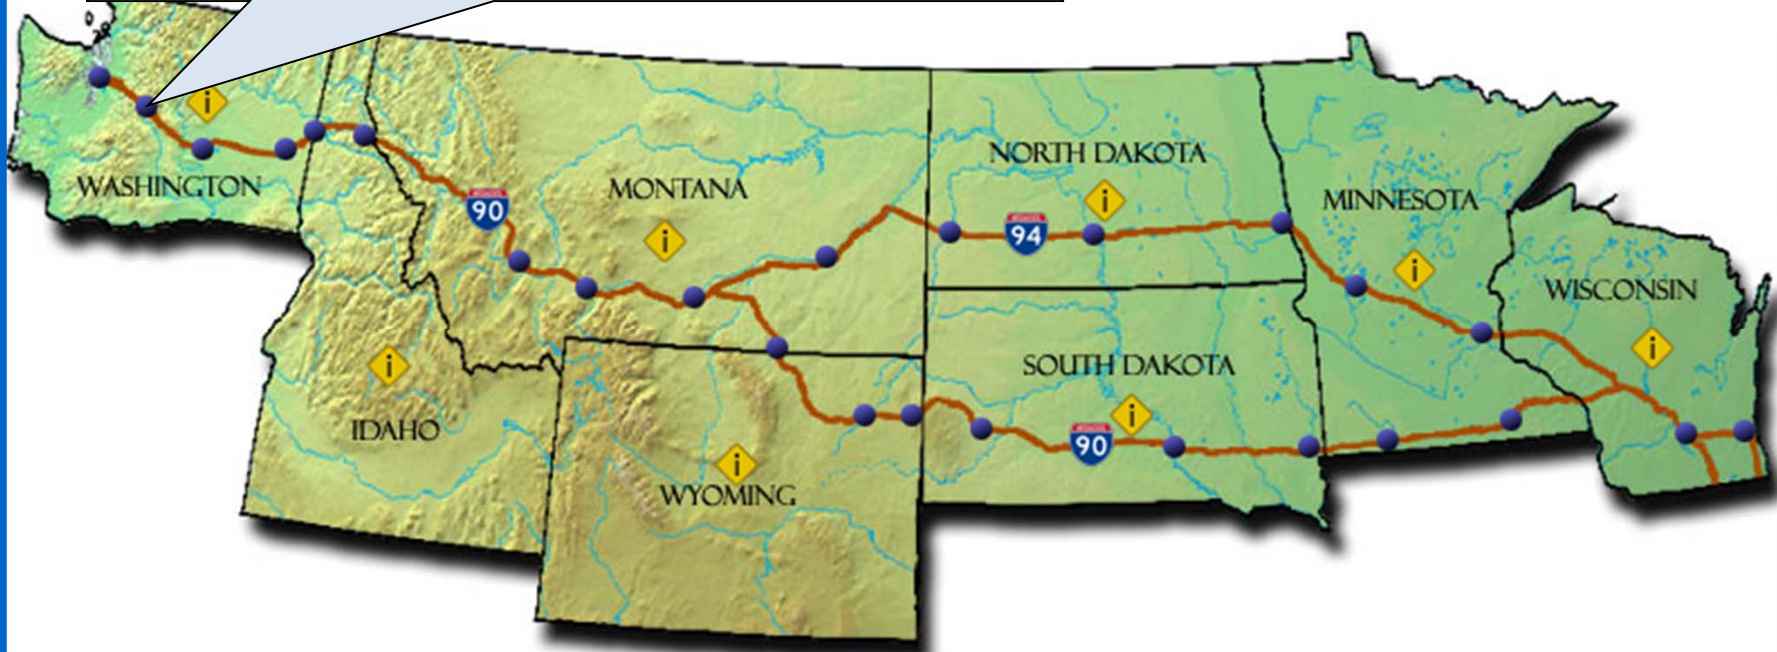 i
WASHINGTON
90
MONTANA
i
NORTH DAKOTA
i
94
MINNESOTA
i
WISCONSIN
i
IDAHO
i
WYOMING
i
SOUTH DAKOTA
i
90